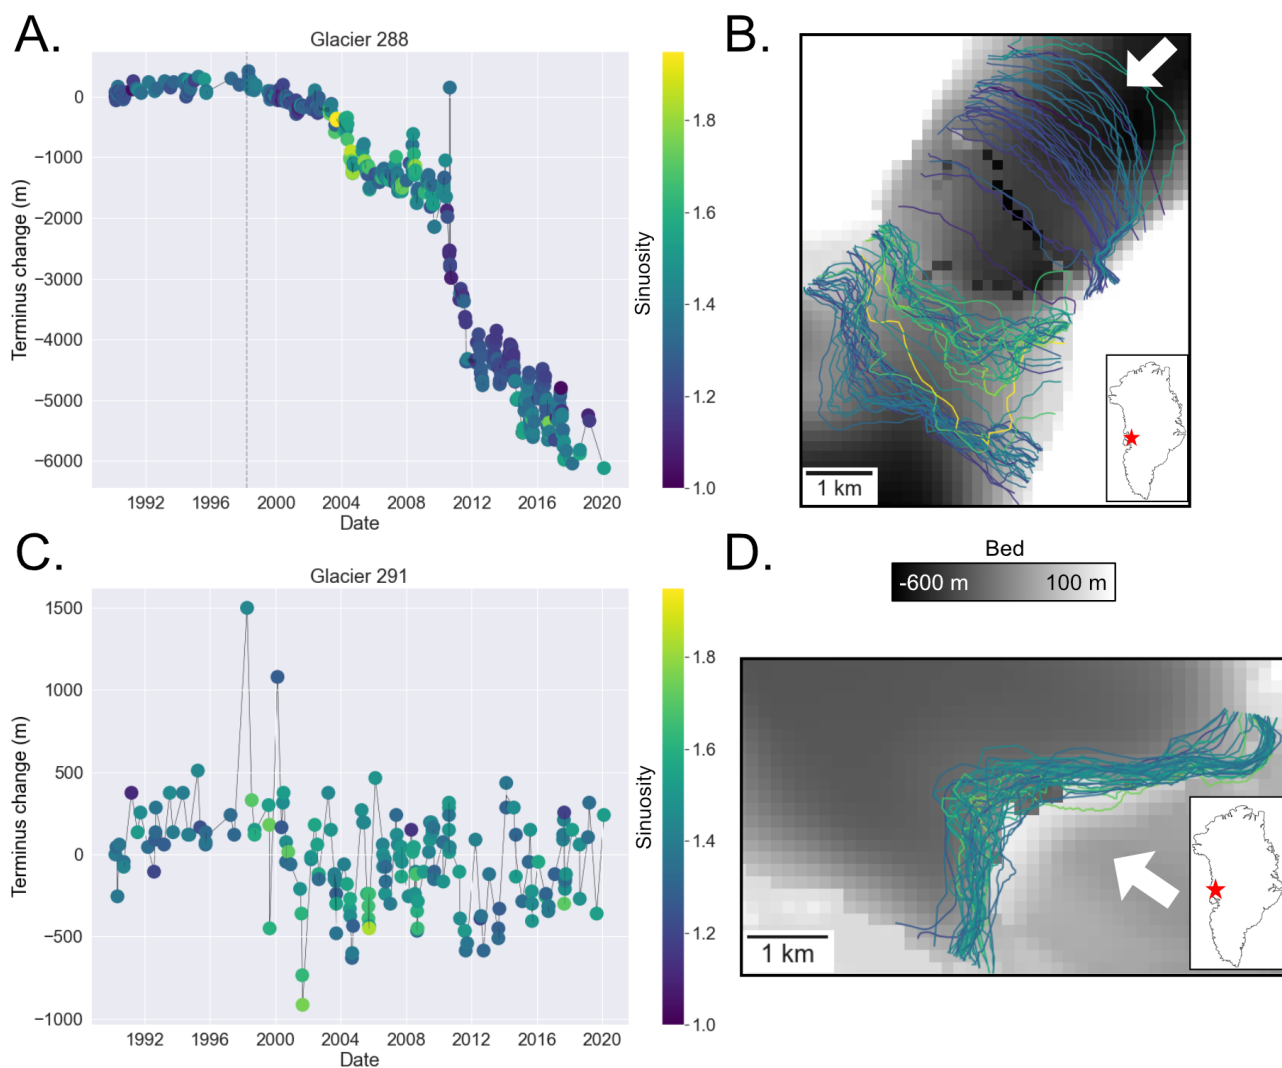 A.
Glacier 288
Terminus change (m)
0
−1000
−2000
−3000
−4000
−5000
−6000
1992
1996
2000
2004
2008
2012
2016
2020
Date
Sinuosity
1.8
1.6
1.4
1.2
1.0
B.
1 km
C.
Glacier 291
Terminus change (m)
1500
1000
500
0
−500
−1000
1992
1996
2000
2004
2008
2012
2016
2020
Date
Sinuosity
1.8
1.6
1.4
1.2
1.0
Bed
-600 m 100 m
D.
1 km